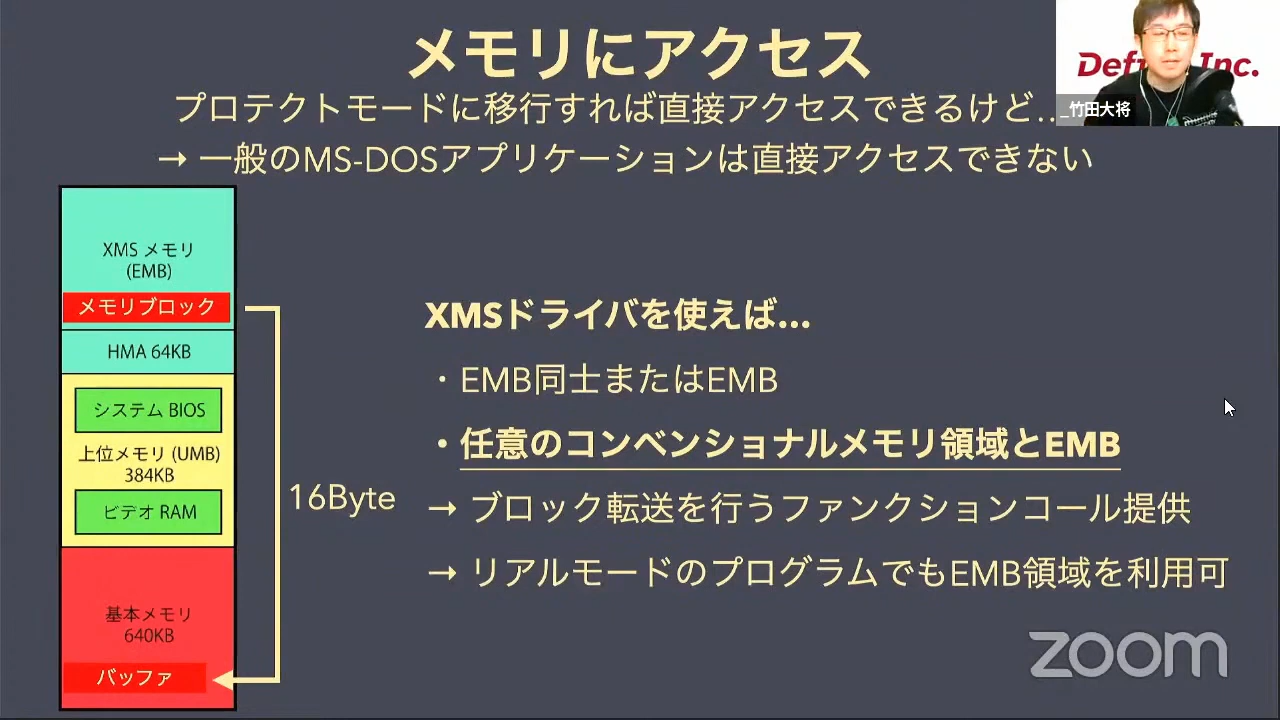 メモリにアクセス
プロテクトモードに移行すれば直接アクセスできるけど…
→ 一般のMS-DOSアプリケーションは直接アクセスできない
Inc.
_竹田大将
XMS メモリ
(EMB)
メモリブロック
HMA 64KB
システム BIOS
上位メモリ (UMB)
384KB
ビデオ RAM
基本メモリ
640KB
バッファ
16Byte
XMSドライバを使えば...
・EMB同士またはEMB
・任意のコンベンショナルメモリ領域とEMB
→ ブロック転送を行うファンクションコール提供
→ リアルモードのプログラムでもEMB領域を利用可
zoom